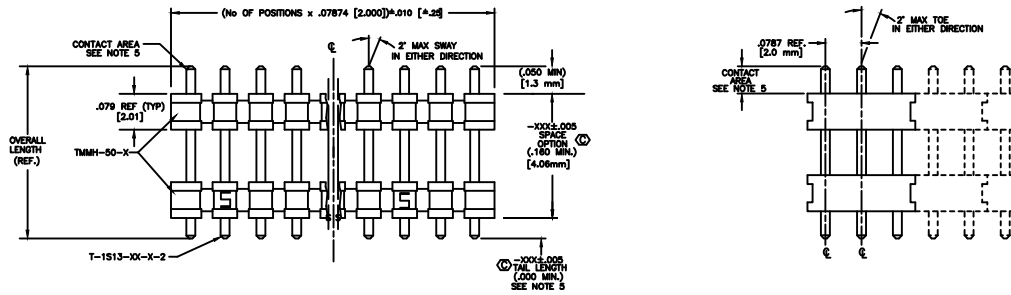 (No OF POSITIONS x .07874 [2.000])±.010 [±.25]
CONTACT AREA
SEE NOTE 5
℄
2° MAX SWAY
IN EITHER DIRECTION
(.050 MIN)
[1.3 mm]
.079 REF (TYP)
[2.01]
OVERALL
LENGTH
(REF.)
TMMH-50-X
-XXX±.005
SPACE
OPTION
(.160 MIN.)
[4.06mm]
C
S
S
S S
T-1S13-XX-X-2
C
-XXX±.005
TAIL LENGTH
(.000 MIN.)
SEE NOTE 5
2° MAX TOE
IN EITHER DIRECTION
.0787 REF.
[2.0 mm]
CONTACT
AREA
SEE NOTE 5
℄
℄